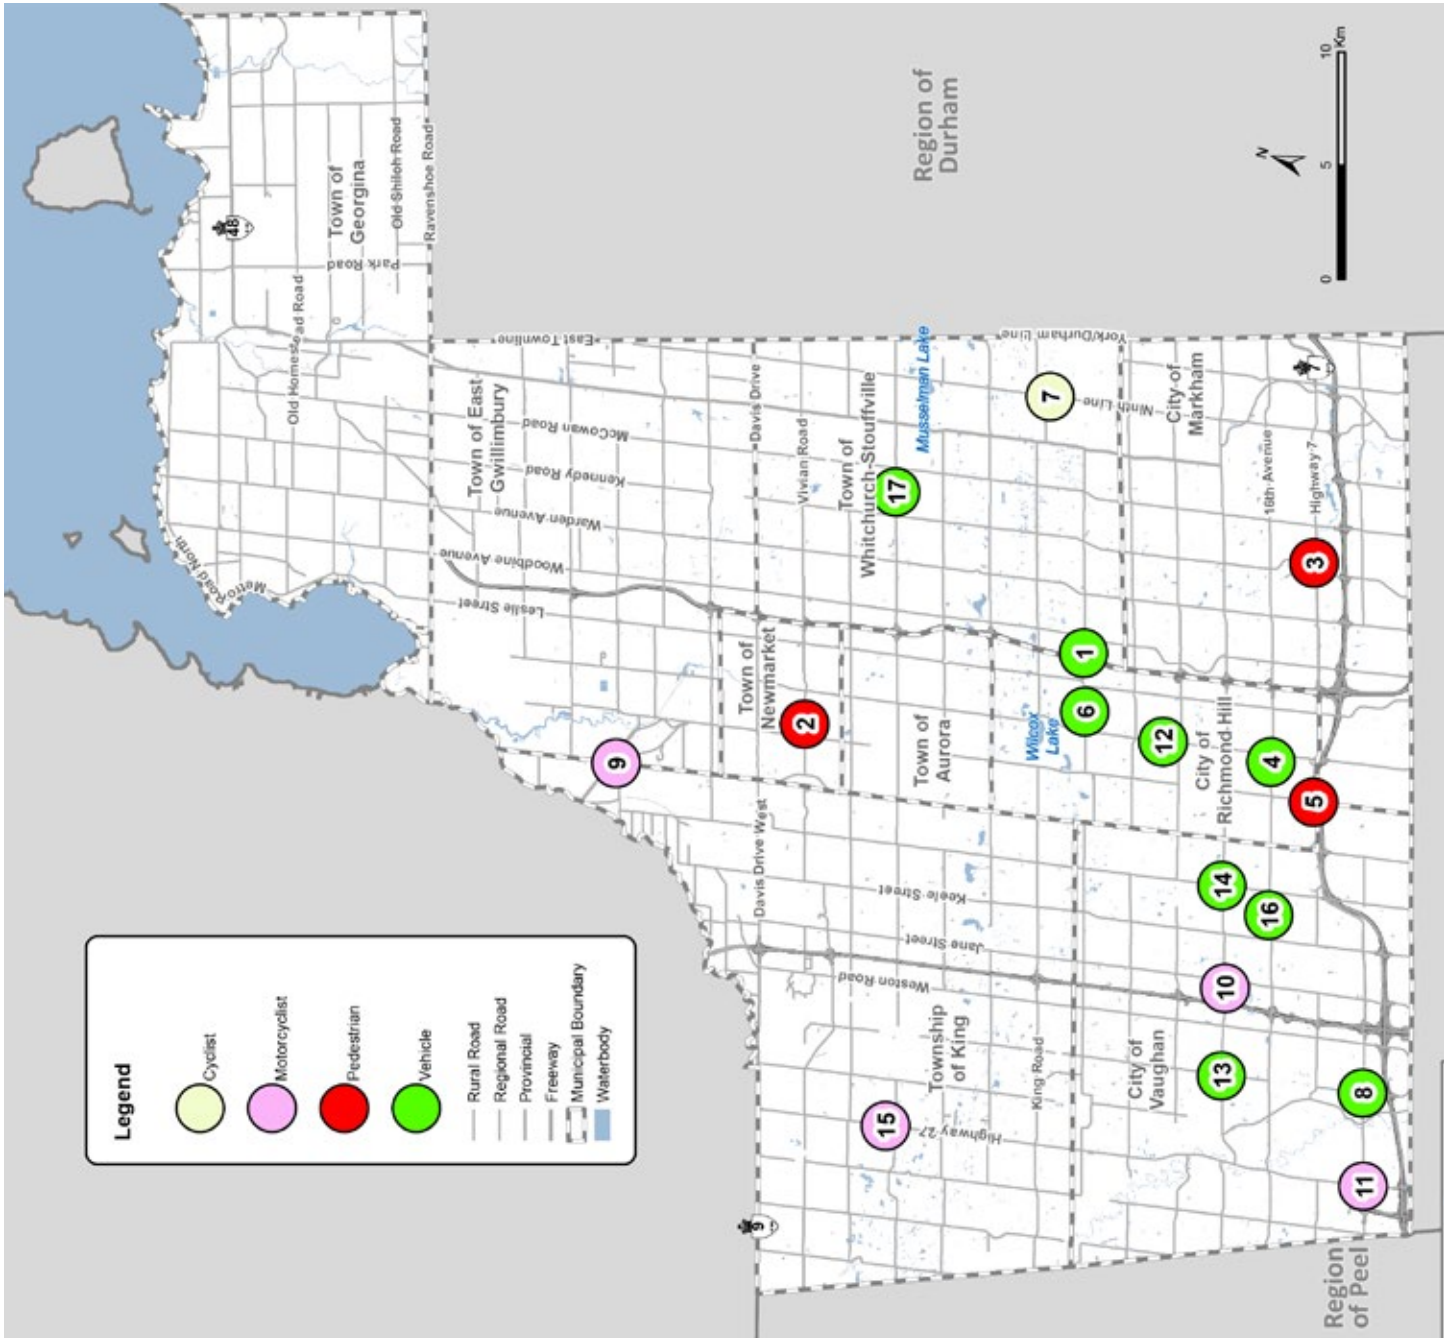 Legend
Cyclist
Motorcyclist
Pedestrian
Vehicle
Rural Road
Regional Road
Provincial
Freeway
Municipal Boundary
Waterbody
48
Town of
Georgina
Old Shiloh Road
Ravenshoe Road
Park Road
Old Homestead Road
Metro Road North
Town of East
Gwillimbury
East Townline
McCowan Road
Kennedy Road
Warden Avenue
Woodbine Avenue
Leslie Street
9
Davis Drive
Davis Drive West
Vivian Road
Town of
Newmarket
2
Town of
Whitchurch-Stouffville
17
Musselman Lake
York/Durham Line
7
Ninth Line
Town of
Aurora
Wilcox
Lake
1
6
12
City of
Richmond Hill
4
5
City of
Markham
16th Avenue
Highway 7
7
3
9
Township
of King
15
Highway 27
King Road
Weston Road
Jane Street
Keele Street
City of
Vaughan
14
16
10
13
8
11
Region of
Durham
Region
of Peel
N
0
5
10
Km